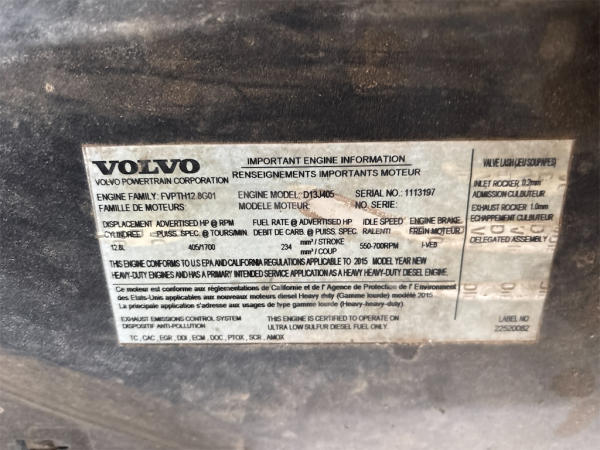 VOLVO
VOLVO POWERTRAIN CORPORATION
IMPORTANT ENGINE INFORMATION
RENSEIGNEMENTS IMPORTANTS MOTEUR
ENGINE FAMILY: FVPTH12.8G01 ENGINE MODEL: D13J405 SERIAL NO: 1113197
FAMILLE DE MOTEURS MODELE MOTEUR: NO. SERIE:
DISPLACEMENT ADVERTISED HP @ RPM FUEL RATE @ ADVERTISED HP IDLE SPEED ENGINE BRAKE
CYLINDREE PUISS. SPEC. @ TOURS/MIN. DEBIT DE CARB. @ PUISS. SPEC. RALENTI FREIN MOTEUR
12.8L 405/1700 234 mm³ / STROKE mm³ / COUP 550-700RPM I-VEB
THIS ENGINE CONFORMS TO U.S EPA AND CALIFORNIA REGULATIONS APPLICABLE TO 2015 MODEL YEAR NEW
HEAVY-DUTY ENGINES AND HAS A PRIMARY INTENDED SERVICE APPLICATION AS A HEAVY HEAVY-DUTY DIESEL ENGINE.
Ce moteur est conforme aux réglementations de Californie et de l' Agence de Protection de l' Environnement
des Etats-Unis applicables aux nouveaux moteurs diesel Heavy duty (Gamme lourde) modèle 2015.
La principale application s'adresse aux usages de type gamme lourde (Heavy-heavy-duty).
EXHAUST EMISSIONS CONTROL SYSTEM
DISPOSITIF ANTI-POLLUTION
THIS ENGINE IS CERTIFIED TO OPERATE ON
ULTRA LOW SULFUR DIESEL FUEL ONLY.
TC, CAC, EGR, DDI, ECM, DOC, PTOX, SCR, AMOX
VALVE LASH (JEU SOUPAPES)
INLET ROCKER 0.2mm
ADMISSION CULBUTEUR
EXHAUST ROCKER 1.0mm
ECHAPPEMENT CULBUTEUR
DELEGATED ASSEMBLY
LABEL NO
22520082